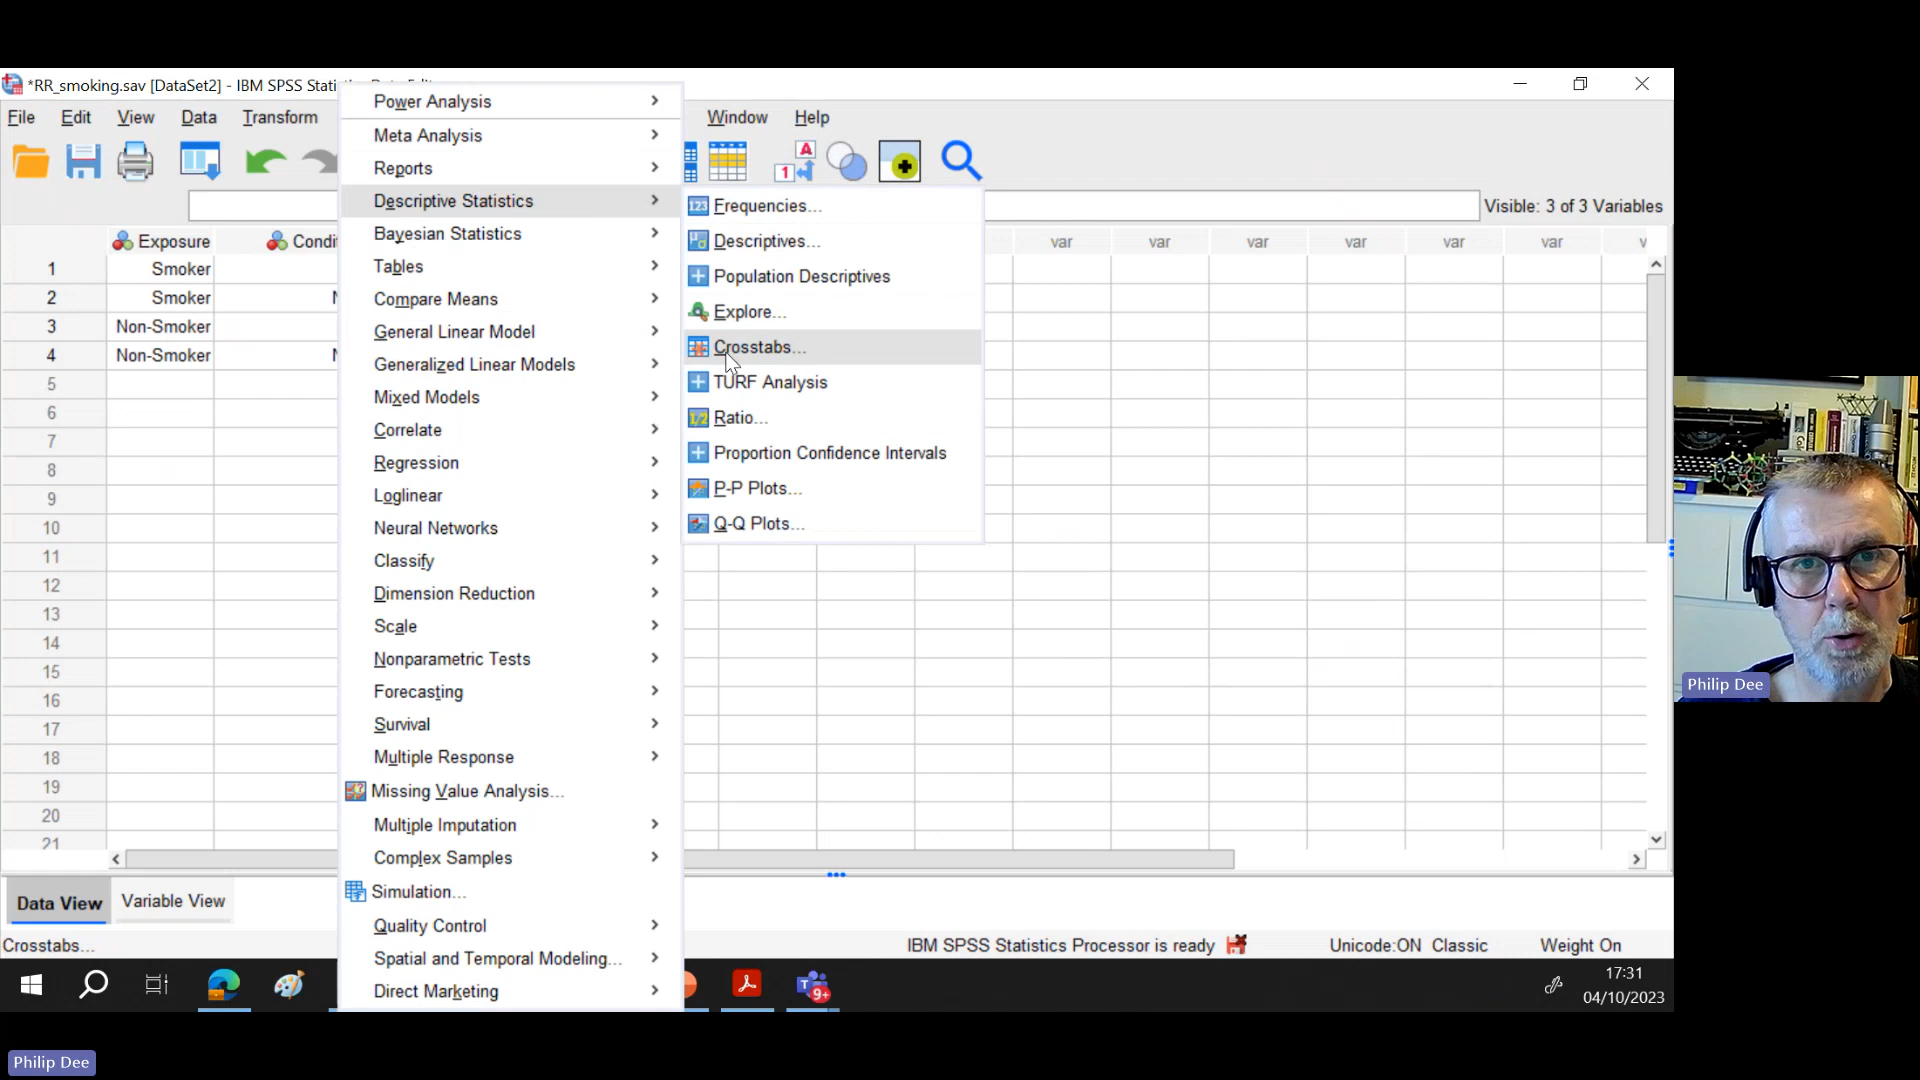 *RR_smoking.sav [DataSet2] - IBM SPSS Stati
File Edit View Data Transform Window Help
Visible: 3 of 3 Variables
Exposure Condi var var var var var var
1 Smoker
2 Smoker N
3 Non-Smoker
4 Non-Smoker N
5
6
7
8
9
10
11
12
13
14
15
16
17
18
19
20
21
Power Analysis
Meta Analysis
Reports
Descriptive Statistics
Bayesian Statistics
Tables
Compare Means
General Linear Model
Generalized Linear Models
Mixed Models
Correlate
Regression
Loglinear
Neural Networks
Classify
Dimension Reduction
Scale
Nonparametric Tests
Forecasting
Survival
Multiple Response
Missing Value Analysis...
Multiple Imputation
Complex Samples
Simulation...
Quality Control
Spatial and Temporal Modeling...
Direct Marketing
Frequencies...
Descriptives...
Population Descriptives
Explore...
Crosstabs...
TURF Analysis
Ratio...
Proportion Confidence Intervals
P-P Plots...
Q-Q Plots...
Data View Variable View
Crosstabs...
IBM SPSS Statistics Processor is ready Unicode:ON Classic Weight On
9+
17:31
04/10/2023
Philip Dee
Philip Dee